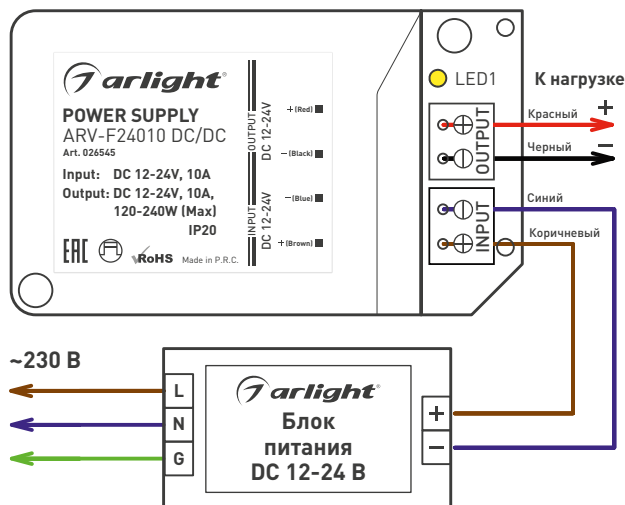 arlight
POWER SUPPLY
ARV-F24010 DC/DC
Art. 026545
Input: DC 12-24V, 10A
Output: DC 12-24V, 10A,
120-240W (Max)
IP20
EAC
RoHS
Made in P.R.C.
OUTPUT
DC 12-24V
INPUT
DC 12-24V
+(Red)
−(Black)
−(Blue)
+(Brown)
LED1
OUTPUT
INPUT
К нагрузке
Красный
+
Черный
−
Синий
Коричневый
~230 В
L
N
G
arlight
Блок
питания
DC 12-24 В
+
−